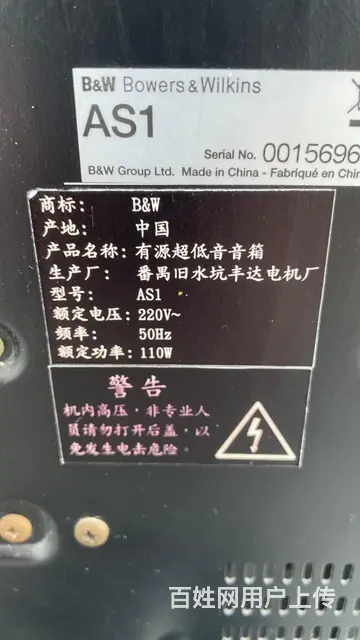 B&W Bowers & Wilkins
AS1
Serial No. 0015696
B&W Group Ltd. Made in China - Fabriqué en Chin
商标: B&W
产地: 中国
产品名称: 有源超低音音箱
生产厂: 番禺旧水坑丰达电机厂
型号: AS1
额定电压: 220V~
频率: 50Hz
额定功率: 110W
警告
机内高压,非专业人
员请勿打开后盖,以
免发生电击危险。
百姓网用户上传